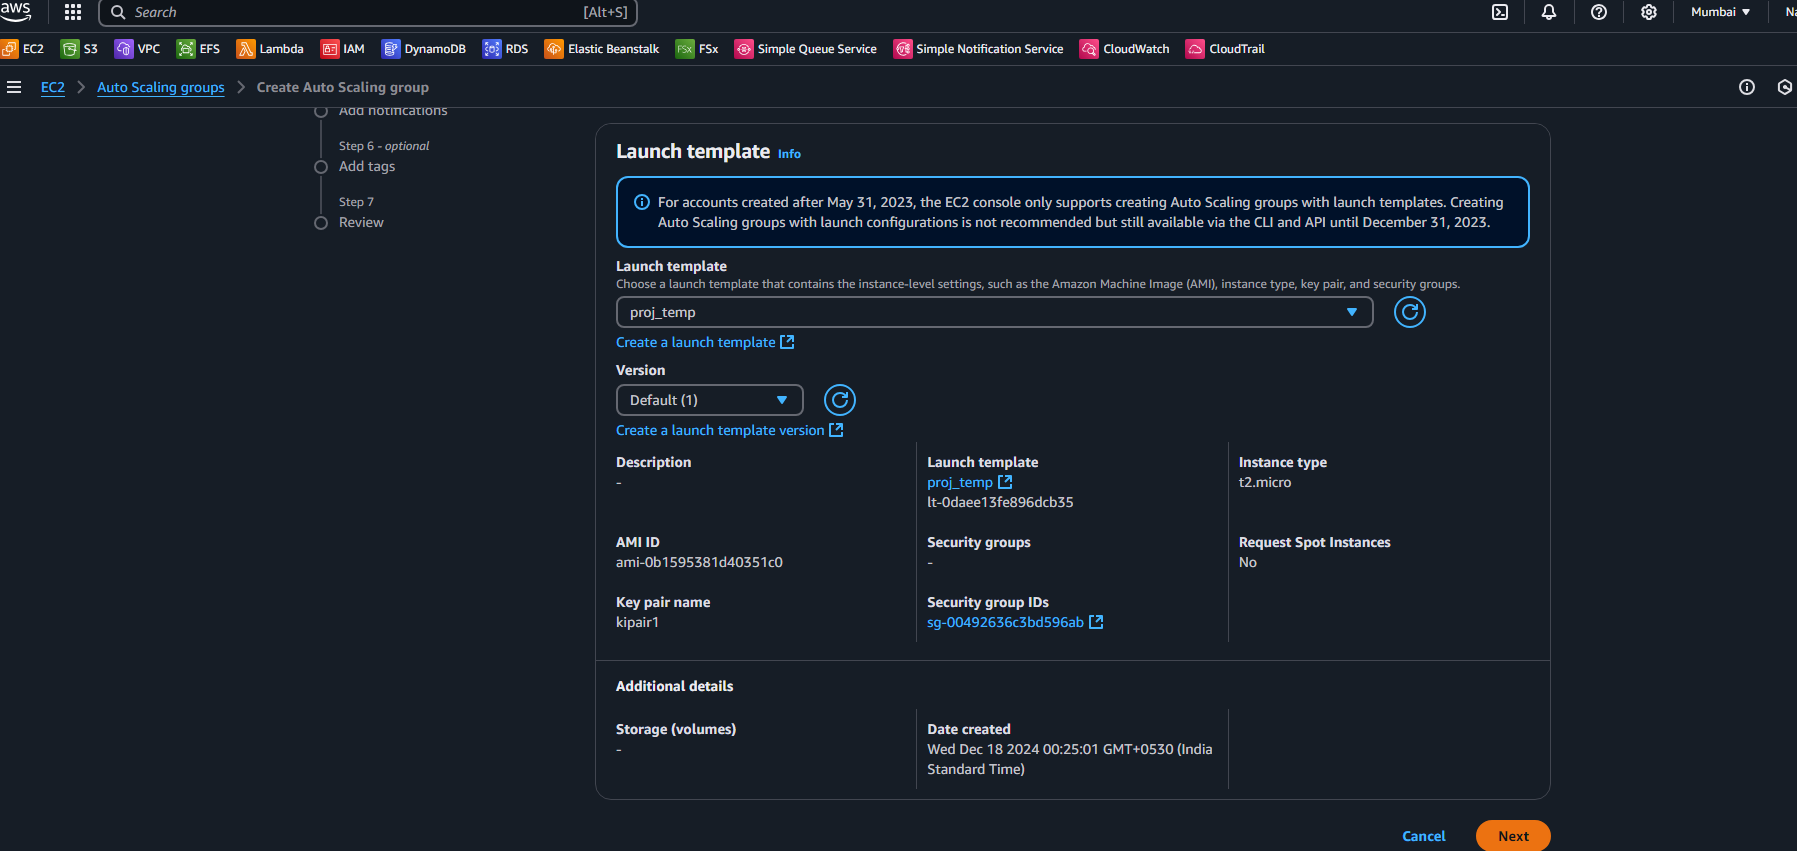 aws
Search [Alt+S]
Mumbai
EC2 S3 VPC EFS Lambda IAM DynamoDB RDS Elastic Beanstalk FSx FSx Simple Queue Service Simple Notification Service CloudWatch CloudTrail
EC2 Auto Scaling groups Create Auto Scaling group
Add notifications
Step 6 - optional
Add tags
Step 7
Review
Launch template Info
For accounts created after May 31, 2023, the EC2 console only supports creating Auto Scaling groups with launch templates. Creating
Auto Scaling groups with launch configurations is not recommended but still available via the CLI and API until December 31, 2023.
Launch template
Choose a launch template that contains the instance-level settings, such as the Amazon Machine Image (AMI), instance type, key pair, and security groups.
proj_temp
Create a launch template
Version
Default (1)
Create a launch template version
Description
-
Launch template
proj_temp
lt-0daee13fe896dcb35
Instance type
t2.micro
AMI ID
ami-0b1595381d40351c0
Security groups
-
Request Spot Instances
No
Key pair name
kipair1
Security group IDs
sg-00492636c3bd596ab
Additional details
Storage (volumes)
-
Date created
Wed Dec 18 2024 00:25:01 GMT+0530 (India
Standard Time)
Cancel
Next